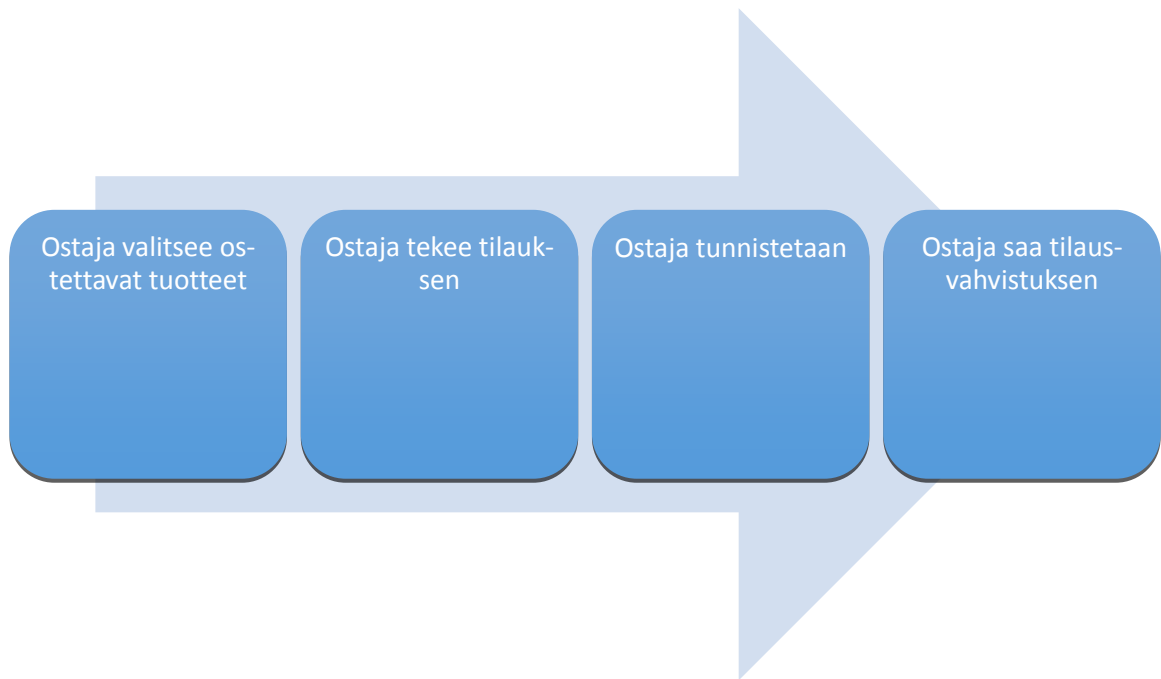 Ostaja valitsee os-
tettavat tuotteet
Ostaja tekee tilauk-
sen
Ostaja tunnistetaan
Ostaja saa tilaus-
vahvistuksen